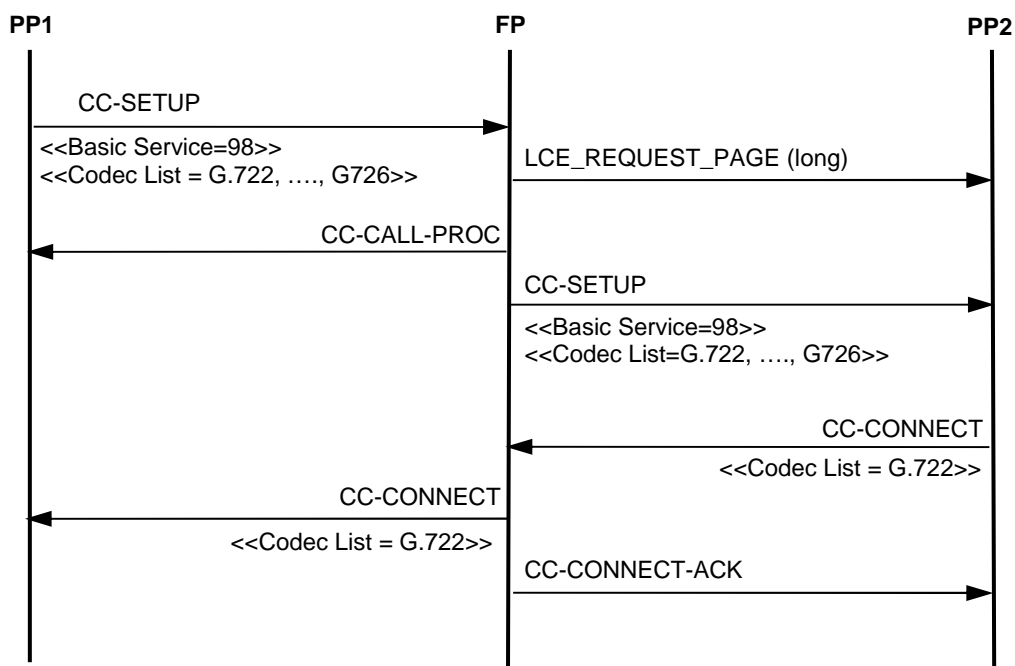 PP1
FP
PP2
CC-SETUP
<<Basic Service=98>>
<<Codec List = G.722, …., G726>>
LCE_REQUEST_PAGE (long)
CC-CALL-PROC
CC-SETUP
<<Basic Service=98>>
<<Codec List=G.722, …., G726>>
CC-CONNECT
<<Codec List = G.722>>
CC-CONNECT
<<Codec List = G.722>>
CC-CONNECT-ACK